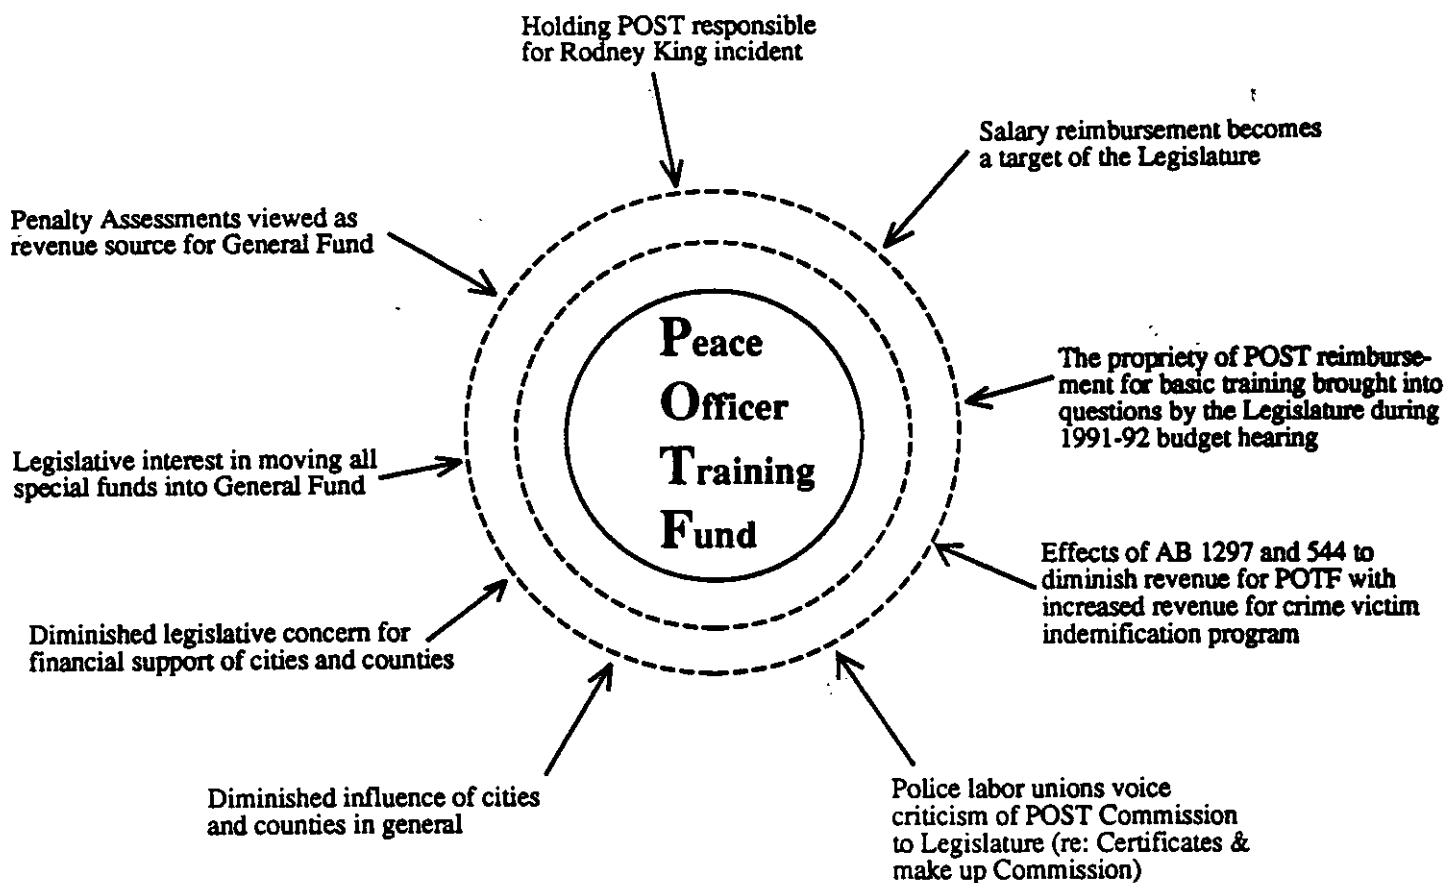 Holding POST responsible
for Rodney King incident
Salary reimbursement becomes
a target of the Legislature
Penalty Assessments viewed as
revenue source for General Fund
Peace
Officer
Training
Fund
The propriety of POST reimburse-
ment for basic training brought into
questions by the Legislature during
1991-92 budget hearing
Legislative interest in moving all
special funds into General Fund
Effects of AB 1297 and 544 to
diminish revenue for POTF with
increased revenue for crime victim
indemification program
Diminished legislative concern for
financial support of cities and counties
Diminished influence of cities
and counties in general
Police labor unions voice
criticism of POST Commission
to Legislature (re: Certificates &
make up Commission)